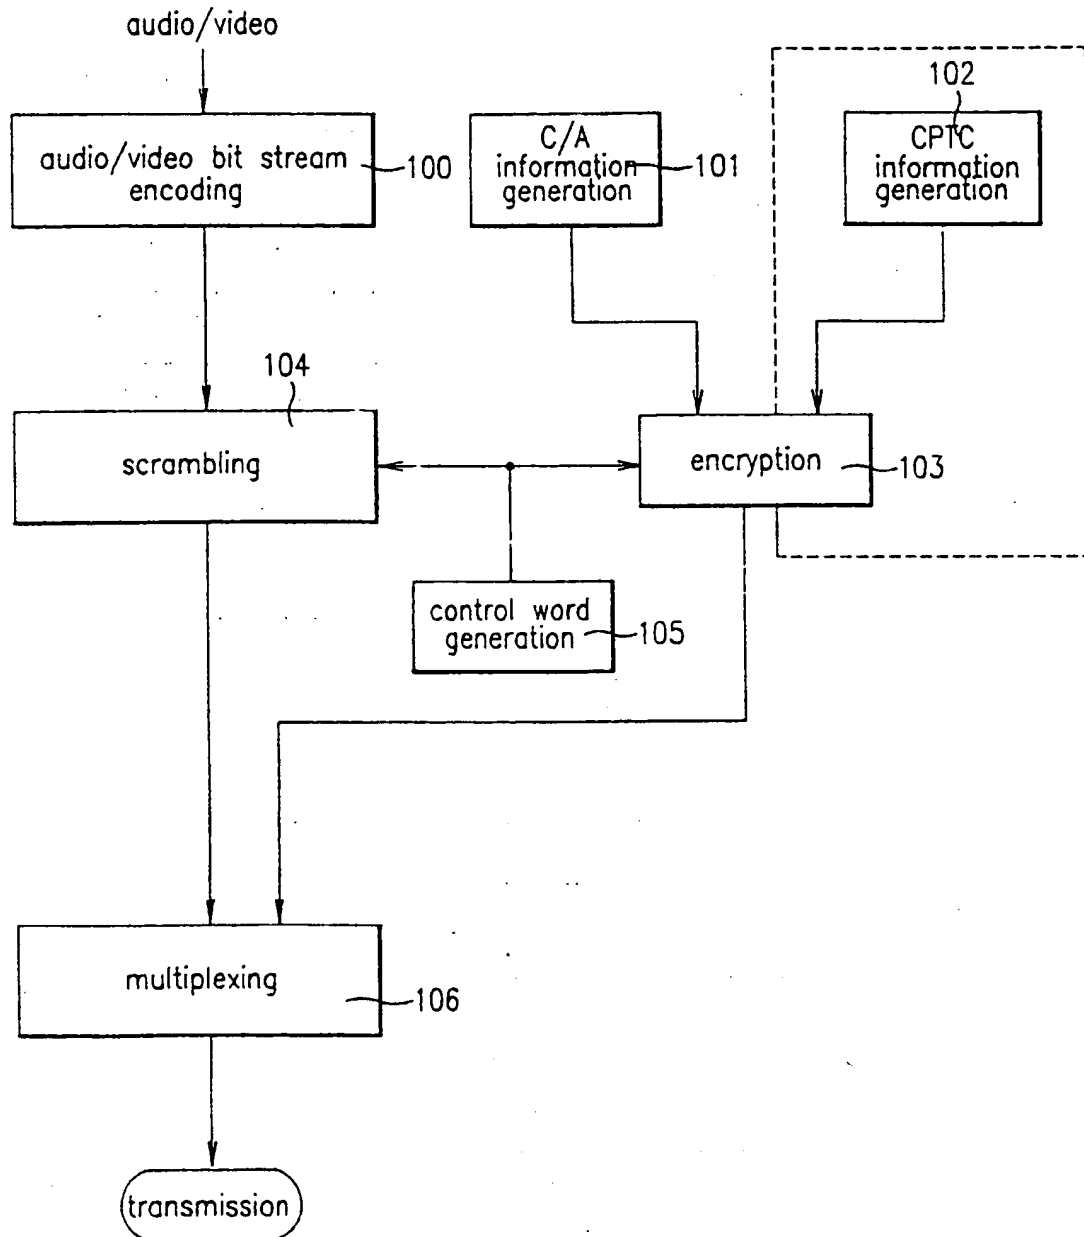 audio/video
audio/video bit stream
encoding
100
C/A
information
generation
101
102
CPTC
information
generation
104
scrambling
encryption
103
control word
generation
105
multiplexing
106
transmission